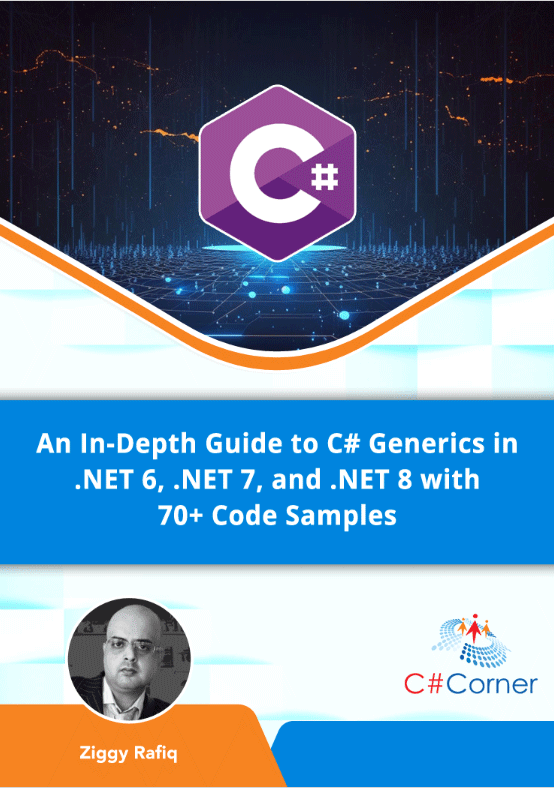 C#
An In-Depth Guide to C# Generics in
.NET 6, .NET 7, and .NET 8 with
70+ Code Samples
C#Corner
Ziggy Rafiq